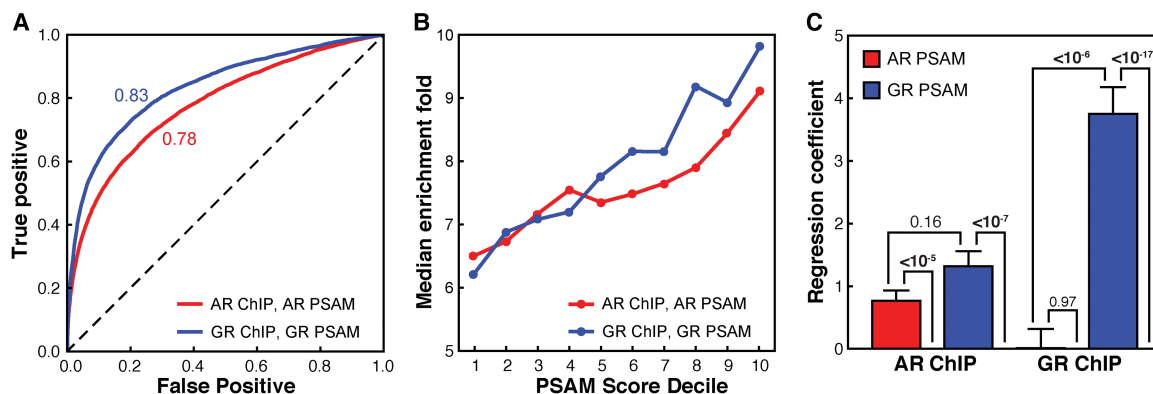 A
True positive
1.0
0.8
0.6
0.4
0.2
0.0
0.83
0.78
AR ChIP, AR PSAM
GR ChIP, GR PSAM
0.0 0.2 0.4 0.6 0.8 1.0
False Positive
B
Median enrichment fold
10
9
8
7
6
5
AR ChIP, AR PSAM
GR ChIP, GR PSAM
1 2 3 4 5 6 7 8 9 10
PSAM Score Decile
C
Regression coefficient
5
4
3
2
1
0
AR PSAM
GR PSAM
<10-6
<10-17
0.16
<10-7
<10-5
0.97
AR ChIP GR ChIP